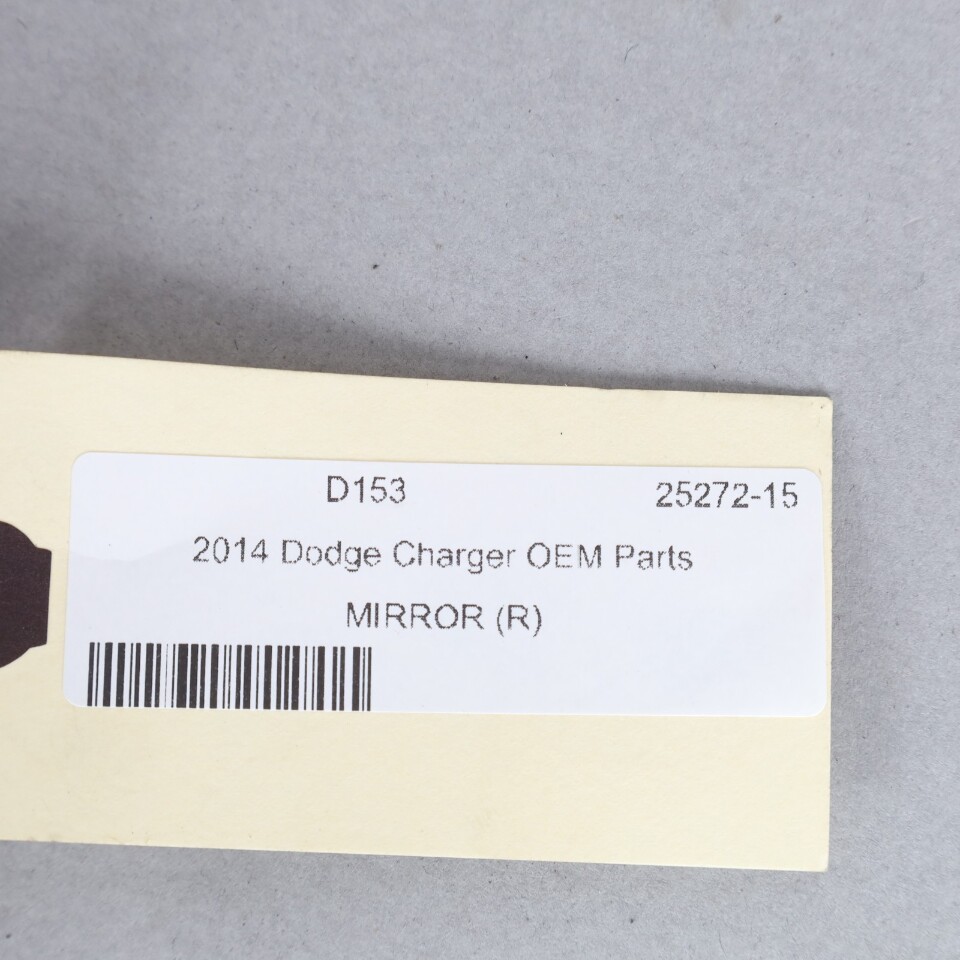 D153 25272-15
2014 Dodge Charger OEM Parts
MIRROR (R)